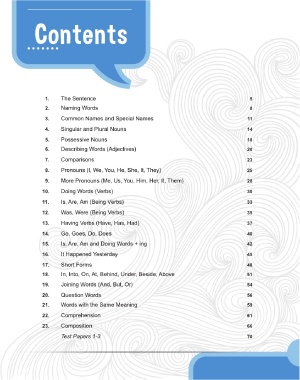 Contents
1. The Sentence 5
2. Naming Words 8
3. Common Names and Special Names 11
4. Singular and Plural Nouns 14
5. Possessive Nouns 18
6. Describing Words (Adjectives) 20
7. Comparisons 23
8. Pronouns (I, We, You, He, She, It, They) 25
9. More Pronouns (Me, Us, You, Him, Her, It, Them) 28
10. Doing Words (Verbs) 30
11. Is, Are, Am (Being Verbs) 33
12. Was, Were (Being Verbs) 35
13. Having Verbs (Have, Has, Had) 37
14. Go, Goes, Do, Does 40
15. Is, Are, Am and Doing Words + ing 42
16. It Happened Yesterday 45
17. Short Forms 48
18. In, Into, On, At, Behind, Under, Beside, Above 51
19. Joining Words (And, But, Or) 54
20. Question Words 56
21. Words with the Same Meaning 59
22. Comprehension 61
23. Composition 66
Test Papers 1-3 70